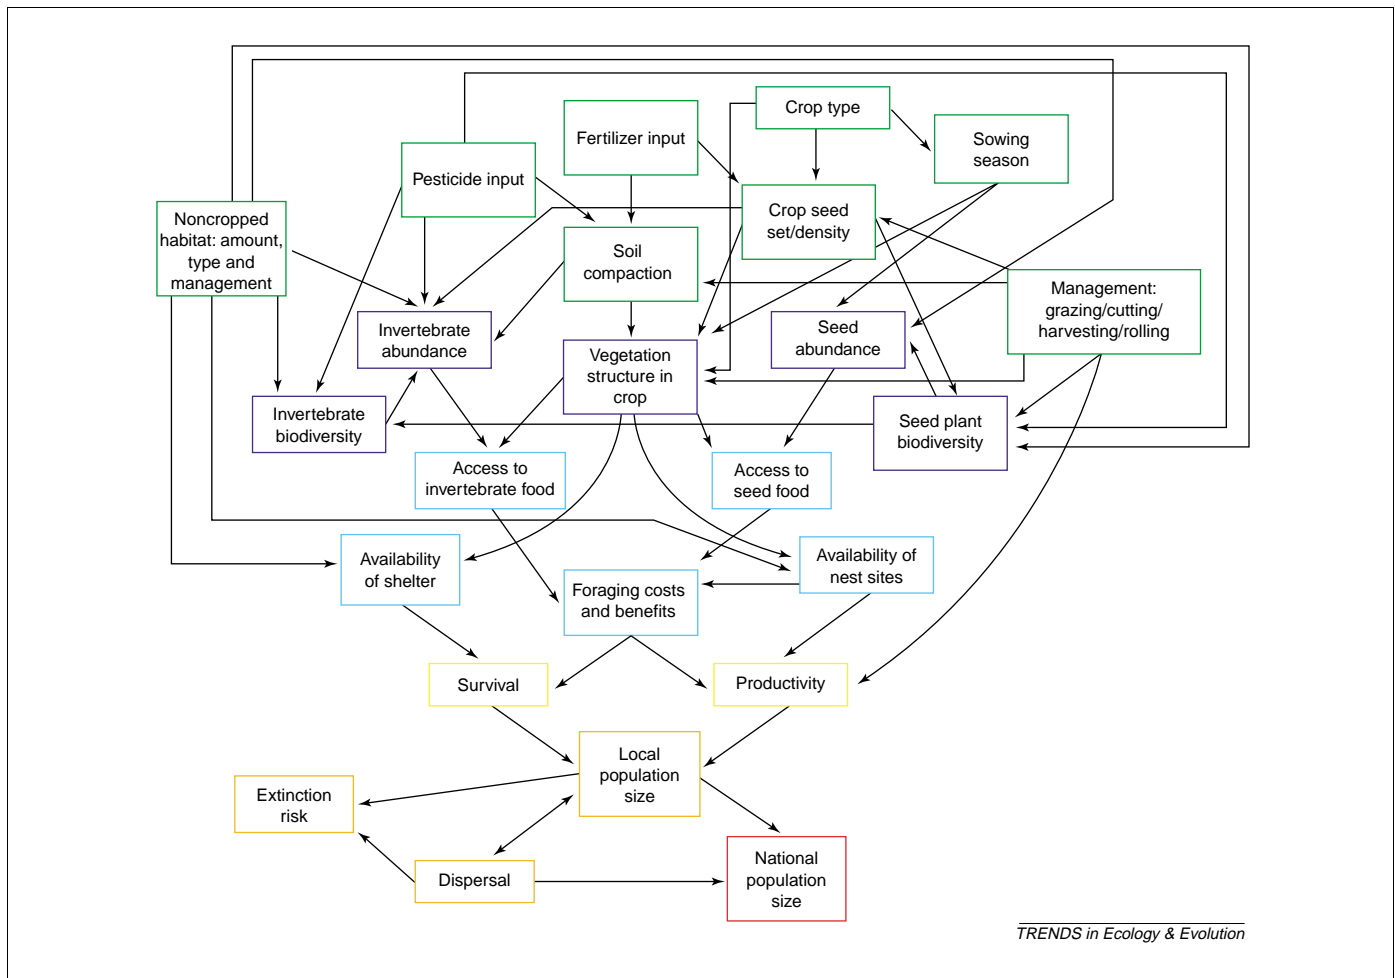 Crop type
Fertilizer input
Sowing
season
Pesticide input
Crop seed
set/density
Noncropped
habitat: amount,
type and
management
Soil
compaction
Management:
grazing/cutting/
harvesting/rolling
Invertebrate
abundance
Seed
abundance
Vegetation
structure in
crop
Invertebrate
biodiversity
Seed plant
biodiversity
Access to
invertebrate food
Access to
seed food
Availability
of shelter
Availability of
nest sites
Foraging costs
and benefits
Survival
Productivity
Local
population
size
Extinction
risk
Dispersal
National
population
size
TRENDS in Ecology & Evolution